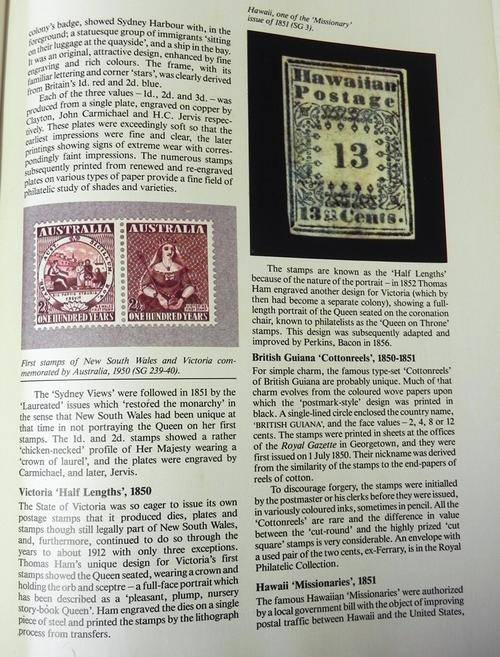 colony's badge, showed Sydney Harbour with, in the
foreground; a statuesque group of immigrants 'sitting
on their luggage at the quayside', and a ship in the bay.
It was an original, attractive design, enhanced by fine
engraving and rich colours. The frame, with its
familiar lettering and corner 'stars', was clearly derived
from Britain's 1d. red and 2d. blue.
Each of the three values – 1d., 2d. and 3d. – was
produced from a single plate, engraved on copper by
Clayton, John Carmichael and H.C. Jervis respec-
tively. These plates were exceedingly soft so that the
earliest impressions were fine and clear, the later
printings showing signs of extreme wear with corres-
pondingly faint impressions. The numerous stamps
subsequently printed from renewed and re-engraved
plates on various types of paper provide a fine field of
philatelic study of shades and varieties.
AUSTRALIA
ONE HUNDRED YEARS
AUSTRALIA
ONE HUNDRED YEARS
First stamps of New South Wales and Victoria com-
memorated by Australia, 1950 (SG 239-40).
The 'Sydney Views' were followed in 1851 by the
'Laureated' issues which 'restored the monarchy' in
the sense that New South Wales had been unique at
that time in not portraying the Queen on her first
stamps. The 1d. and 2d. stamps showed a rather
'chicken-necked' profile of Her Majesty wearing a
'crown of laurel', and the plates were engraved by
Carmichael, and later, Jervis.
Victoria 'Half Lengths', 1850
The State of Victoria was so eager to issue its own
postage stamps that it produced dies, plates and
stamps though still legally part of New South Wales,
and, furthermore, continued to do so through the
years to about 1912 with only three exceptions.
Thomas Ham's unique design for Victoria's first
stamps showed the Queen seated, wearing a crown and
holding the orb and sceptre – a full-face portrait which
has been described as a 'pleasant, plump, nursery
story-book Queen'. Ham engraved the dies on a single
piece of steel and printed the stamps by the lithograph
process from transfers.
Hawaii, one of the 'Missionary'
issue of 1851 (SG 3).
Hawaiian
Postage
13
13 Cents.
The stamps are known as the 'Half Lengths'
because of the nature of the portrait – in 1852 Thomas
Ham engraved another design for Victoria (which by
then had become a separate colony), showing a full-
length portrait of the Queen seated on the coronation
chair, known to philatelists as the 'Queen on Throne'
stamps. This design was subsequently adapted and
improved by Perkins, Bacon in 1856.
British Guiana 'Cottonreels', 1850-1851
For simple charm, the famous type-set 'Cottonreels'
of British Guiana are probably unique. Much of that
charm evolves from the coloured wove papers upon
which the 'postmark-style' design was printed in
black. A single-lined circle enclosed the country name,
'BRITISH GUIANA', and the face values – 2, 4, 8 or 12
cents. The stamps were printed in sheets at the offices
of the Royal Gazette in Georgetown, and they were
first issued on 1 July 1850. Their nickname was derived
from the similarity of the stamps to the end-papers of
reels of cotton.
To discourage forgery, the stamps were initialled
by the postmaster or his clerks before they were issued,
in variously coloured inks, sometimes in pencil. All the
'Cottonreels' are rare and the difference in value
between the 'cut-round' and the highly prized 'cut
square' stamps is very considerable. An envelope with
a used pair of the two cents, ex-Ferrary, is in the Royal
Philatelic Collection.
Hawaii 'Missionaries', 1851
The famous Hawaiian 'Missionaries' were authorized
by a local government bill with the object of improving
postal traffic between Hawaii and the United States,